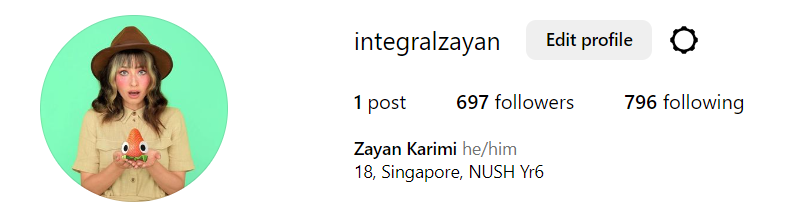 integralzayan Edit profile
1 post 697 followers 796 following
Zayan Karimi he/him
18, Singapore, NUSH Yr6